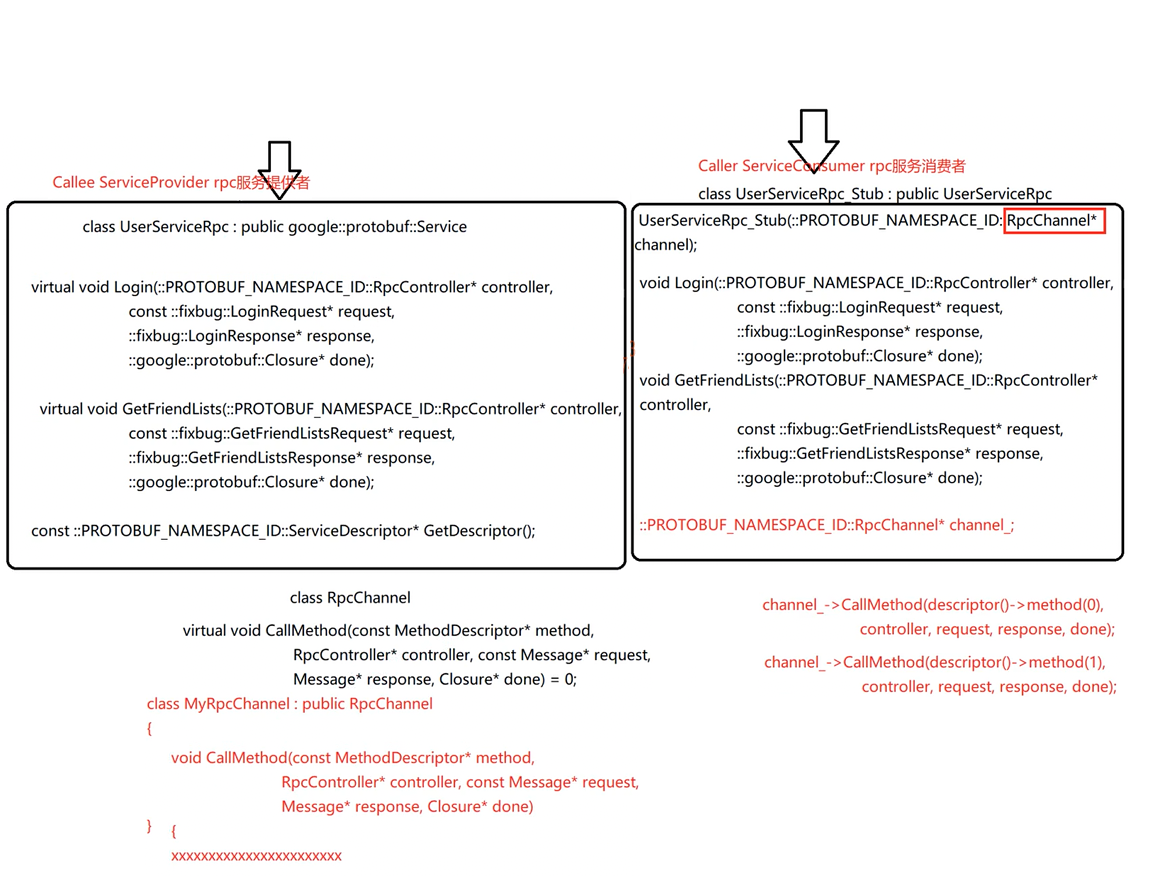 Callee ServiceProvider rpc服务提供者
class UserServiceRpc : public google::protobuf::Service
virtual void Login(::PROTOBUF_NAMESPACE_ID::RpcController* controller,
const ::fixbug::LoginRequest* request,
::fixbug::LoginResponse* response,
::google::protobuf::Closure* done);
virtual void GetFriendLists(::PROTOBUF_NAMESPACE_ID::RpcController* controller,
const ::fixbug::GetFriendListsRequest* request,
::fixbug::GetFriendListsResponse* response,
::google::protobuf::Closure* done);
const ::PROTOBUF_NAMESPACE_ID::ServiceDescriptor* GetDescriptor();
Caller ServiceConsumer rpc服务消费者
class UserServiceRpc_Stub : public UserServiceRpc
UserServiceRpc_Stub(::PROTOBUF_NAMESPACE_ID::RpcChannel*
channel);
void Login(::PROTOBUF_NAMESPACE_ID::RpcController* controller,
const ::fixbug::LoginRequest* request,
::fixbug::LoginResponse* response,
::google::protobuf::Closure* done);
void GetFriendLists(::PROTOBUF_NAMESPACE_ID::RpcController*
controller,
const ::fixbug::GetFriendListsRequest* request,
::fixbug::GetFriendListsResponse* response,
::google::protobuf::Closure* done);
::PROTOBUF_NAMESPACE_ID::RpcChannel* channel_;
class RpcChannel
virtual void CallMethod(const MethodDescriptor* method,
RpcController* controller, const Message* request,
Message* response, Closure* done) = 0;
class MyRpcChannel : public RpcChannel
{
void CallMethod(const MethodDescriptor* method,
RpcController* controller, const Message* request,
Message* response, Closure* done)
}
{
xxxxxxxxxxxxxxxxxxxxxxx
channel_->CallMethod(descriptor()->method(0),
controller, request, response, done);
channel_->CallMethod(descriptor()->method(1),
controller, request, response, done);